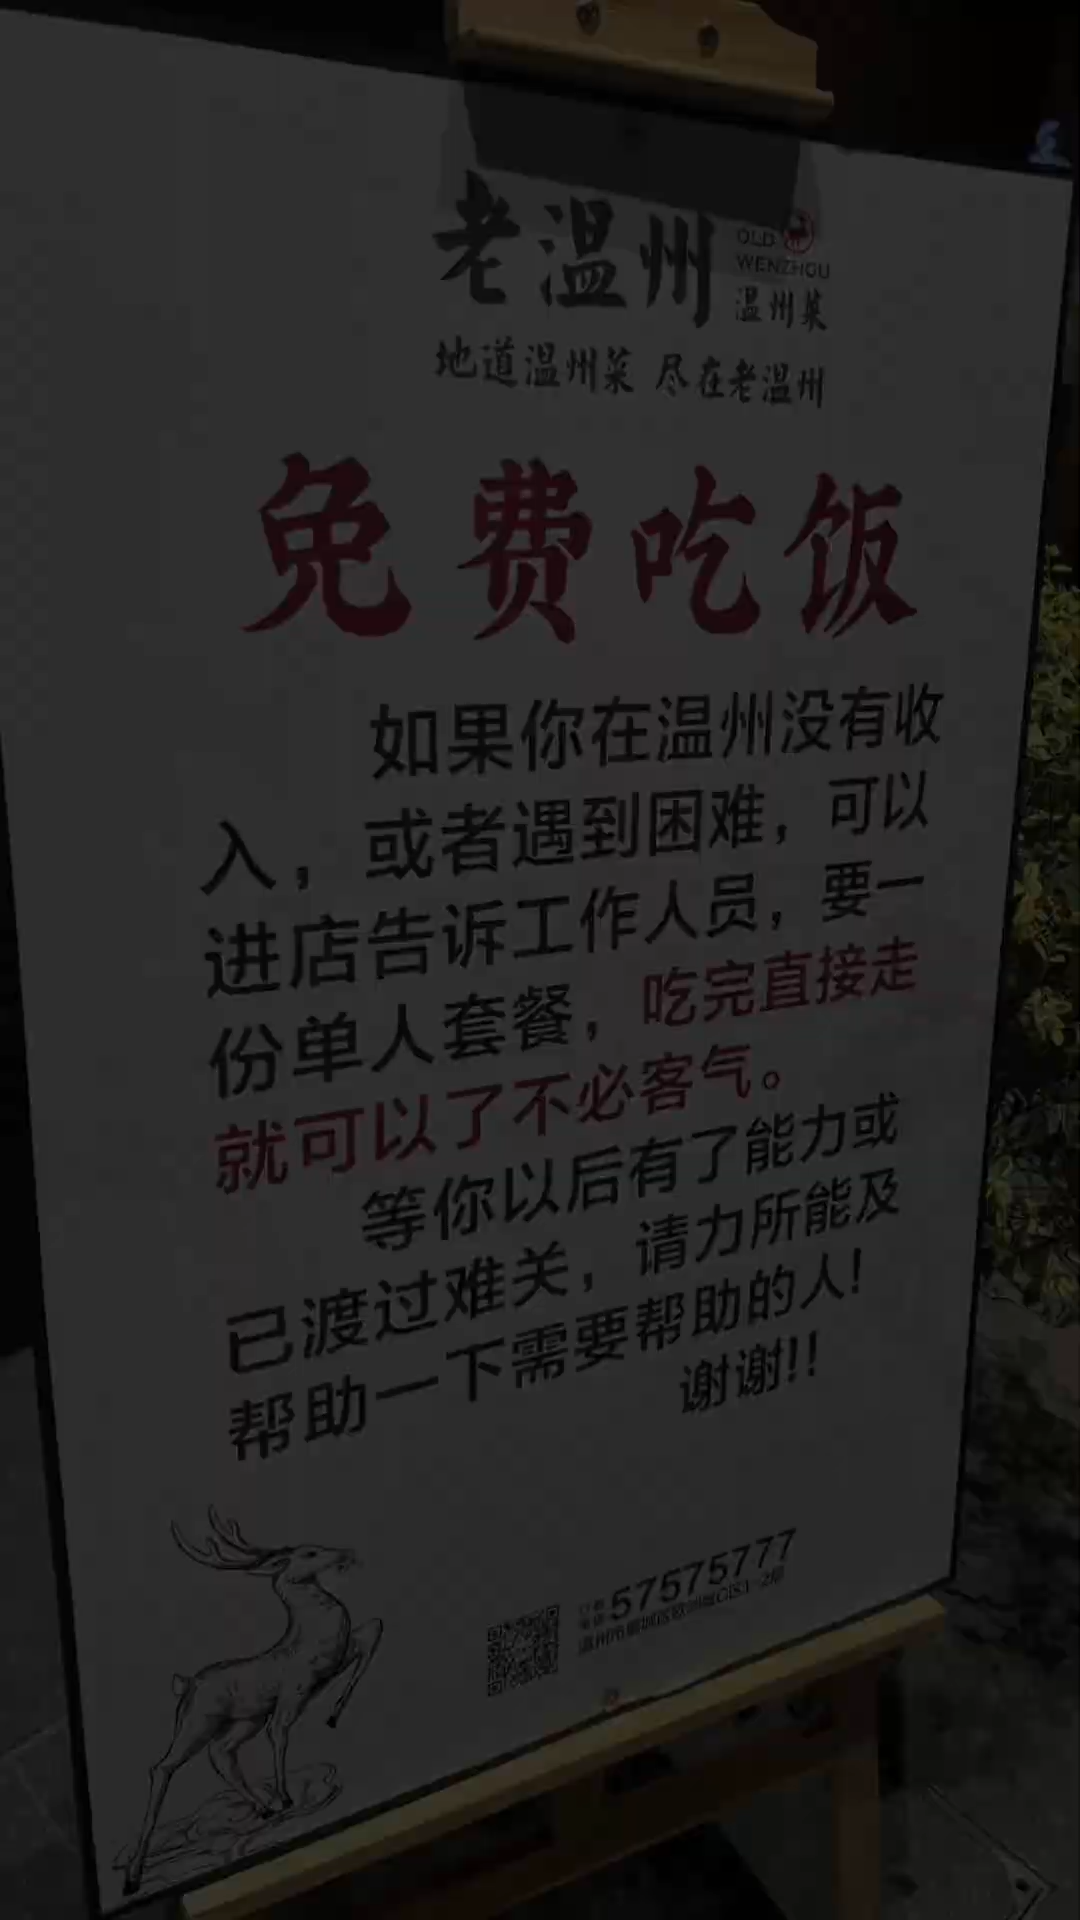 老温州
OLD
WENZHOU
温州菜
地道温州菜 尽在老温州
免费吃饭
如果你在温州没有收
入，或者遇到困难，可以
进店告诉工作人员，要一
份单人套餐，吃完直接走
就可以了不必客气。
等你以后有了能力或
已渡过难关，请力所能及
帮助一下需要帮助的人!
谢谢!!
57575777